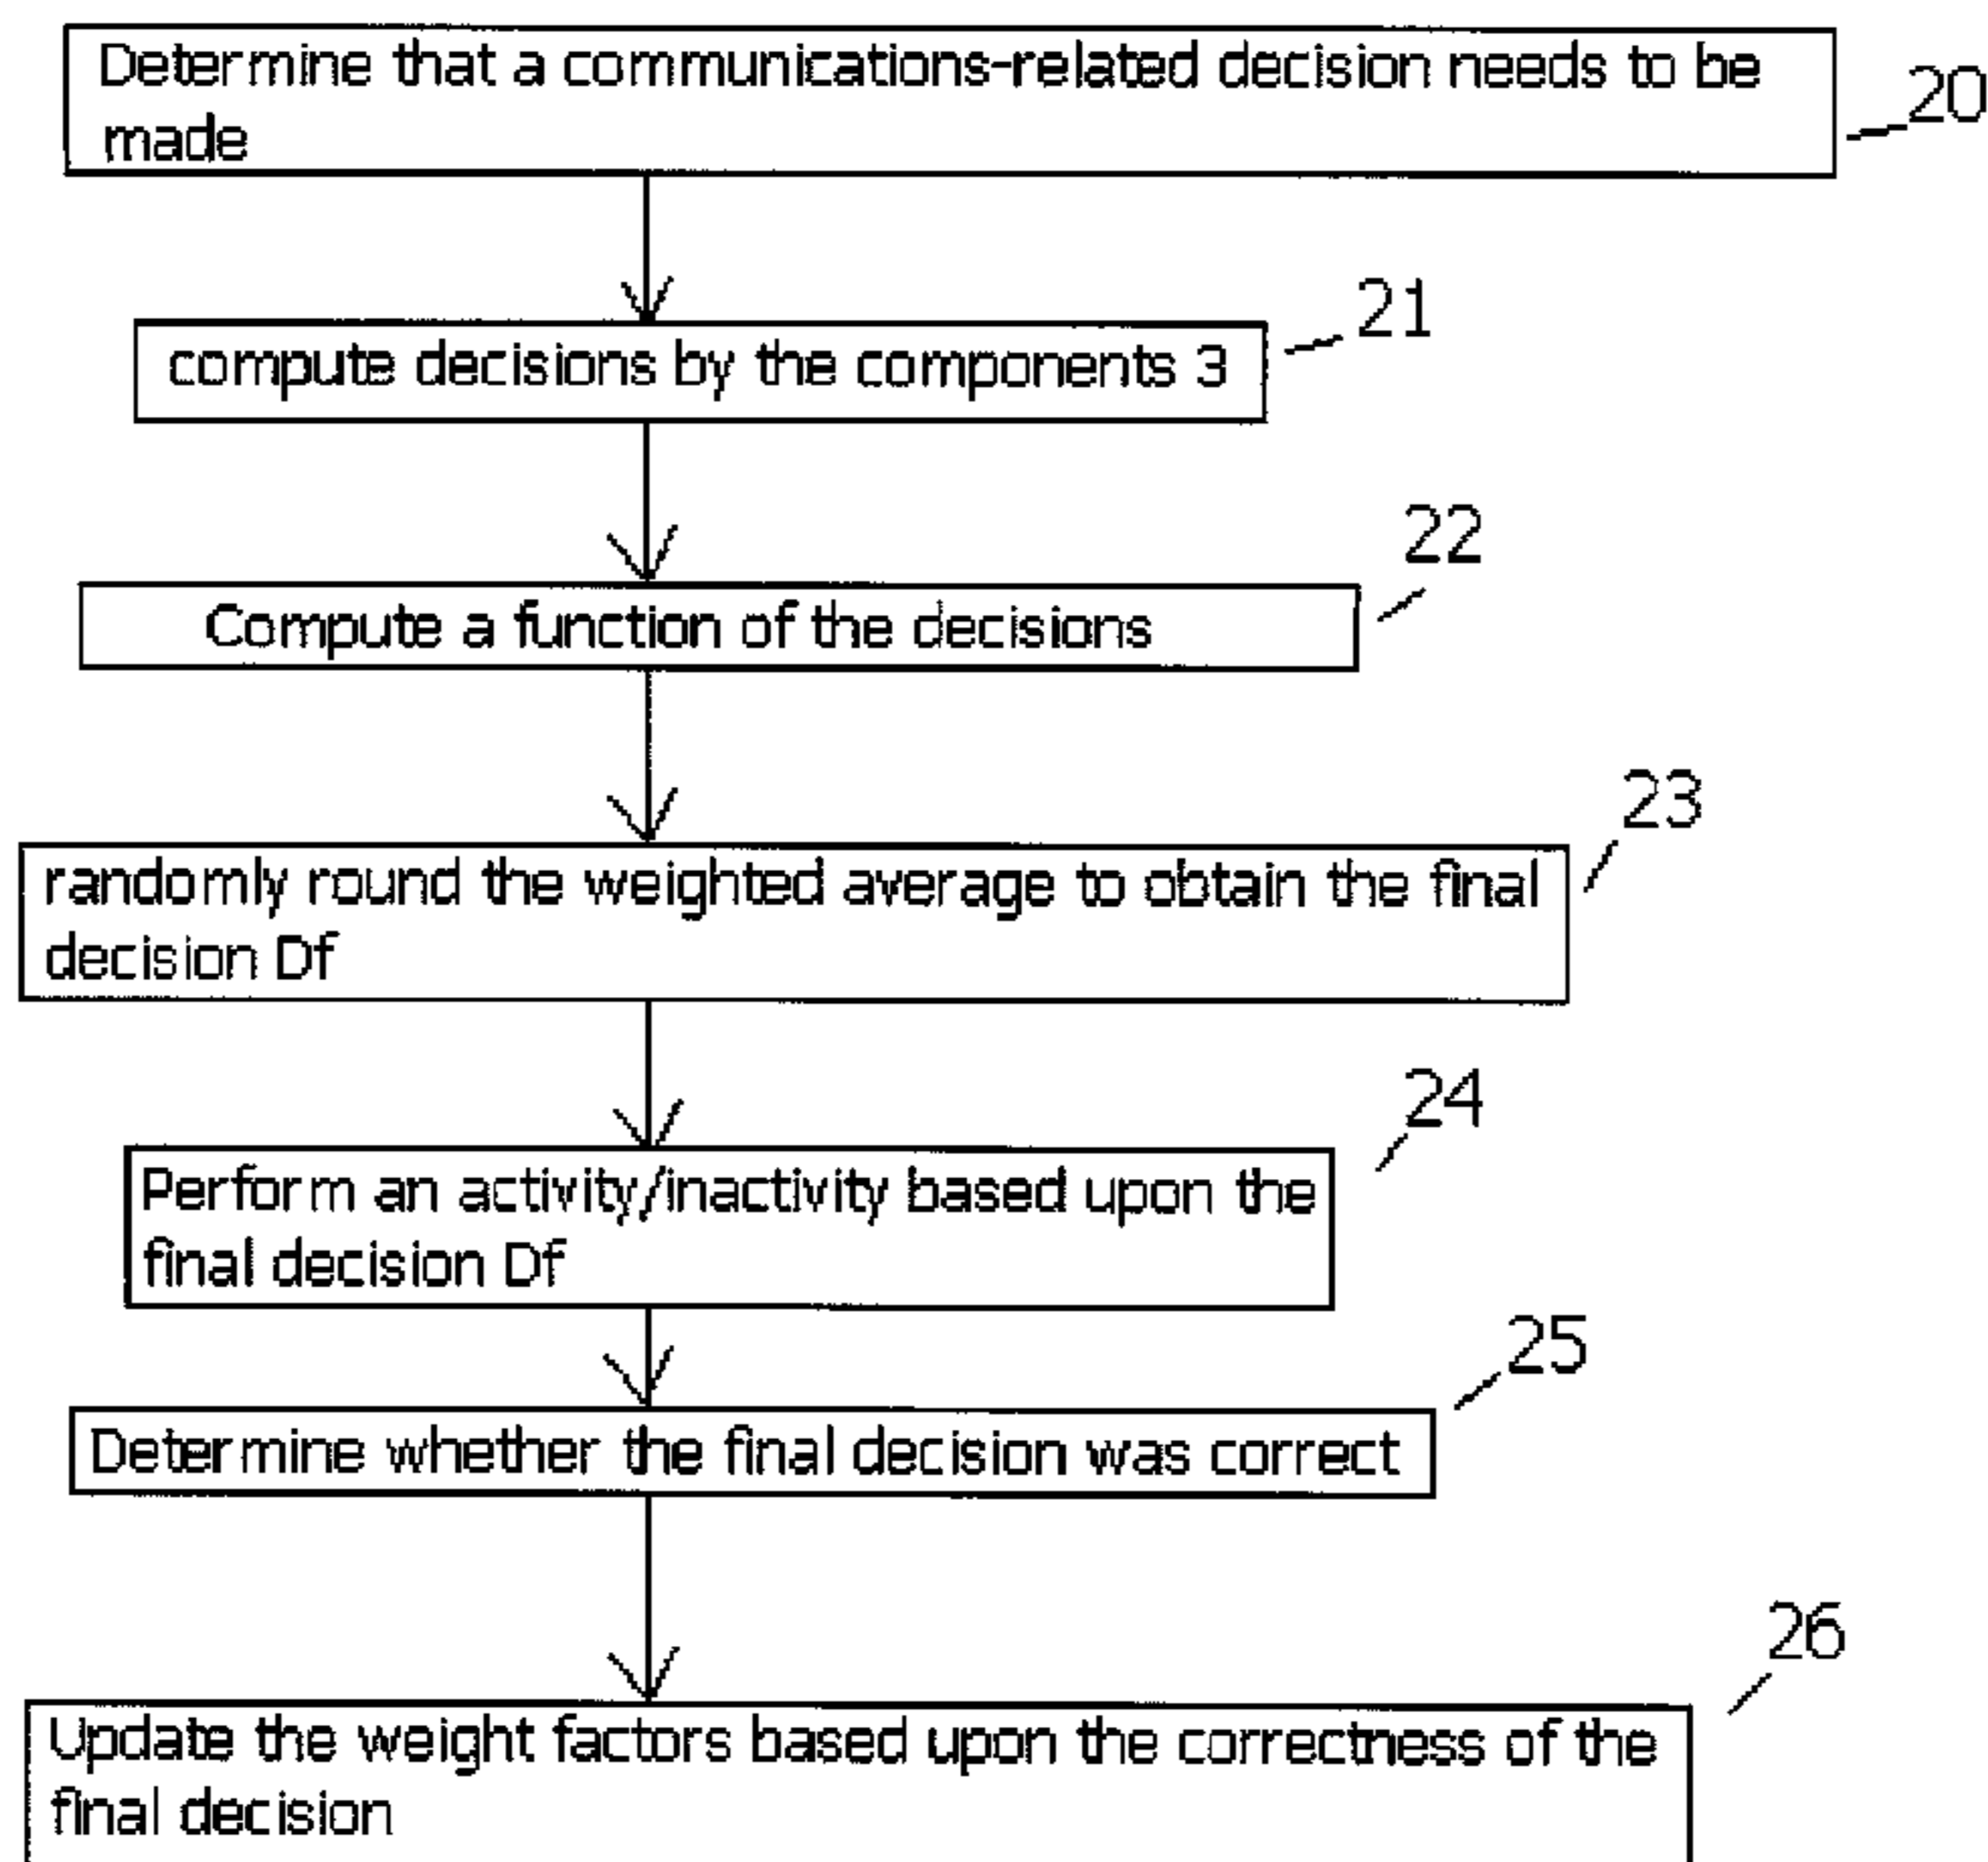 Determine that a communications-related decision needs to be
made
20
compute decisions by the components 3
21
Compute a function of the decisions
22
randomly round the weighted average to obtain the final
decision Df
23
Perform an activity/inactivity based upon the
final decision Df
24
Determine whether the final decision was correct
25
Update the weight factors based upon the correctness of the
final decision
26